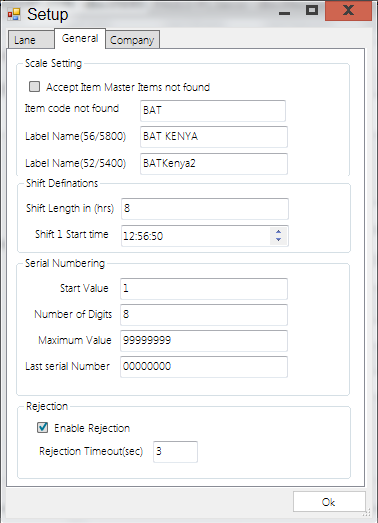 Setup
Lane General Company
Scale Setting
Accept Item Master Items not found
Item code not found BAT
Label Name(56/5800) BAT KENYA
Label Name(52/5400) BATKenya2
Shift Definations
Shift Length in (hrs) 8
Shift 1 Start time 12:56:50
Serial Numbering
Start Value 1
Number of Digits 8
Maximum Value 99999999
Last serial Number 00000000
Rejection
Enable Rejection
Rejection Timeout(sec) 3
Ok